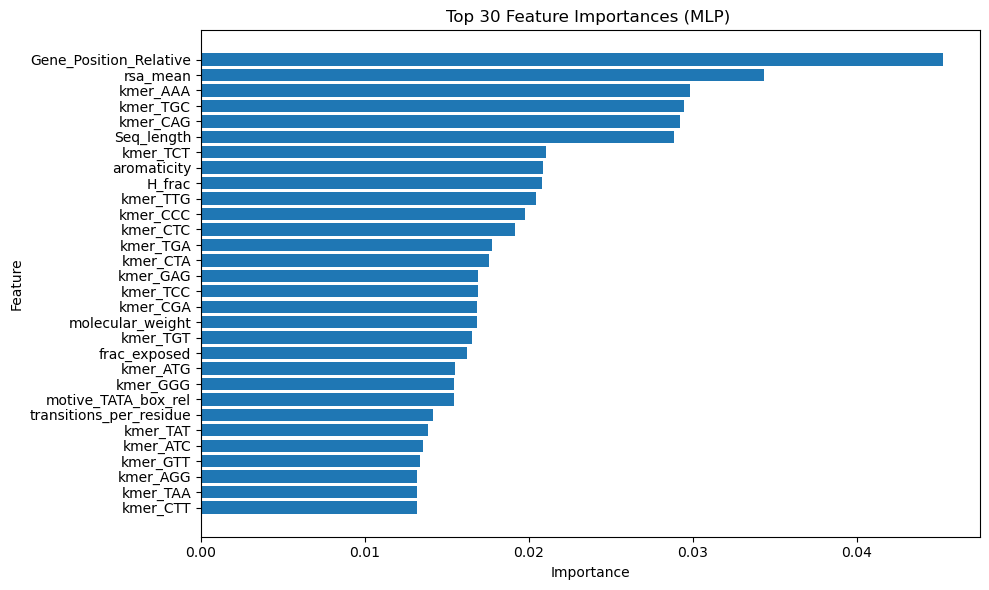 Top 30 Feature Importances (MLP)
Gene_Position_Relative
rsa_mean
kmer_AAA
kmer_TGC
kmer_CAG
Seq_length
kmer_TCT
aromaticity
H_frac
kmer_TTG
kmer_CCC
kmer_CTC
kmer_TGA
kmer_CTA
kmer_GAG
kmer_TCC
kmer_CGA
molecular_weight
kmer_TGT
frac_exposed
kmer_ATG
kmer_GGG
motive_TATA_box_rel
transitions_per_residue
kmer_TAT
kmer_ATC
kmer_GTT
kmer_AGG
kmer_TAA
kmer_CTT
Feature
0.00 0.01 0.02 0.03 0.04
Importance